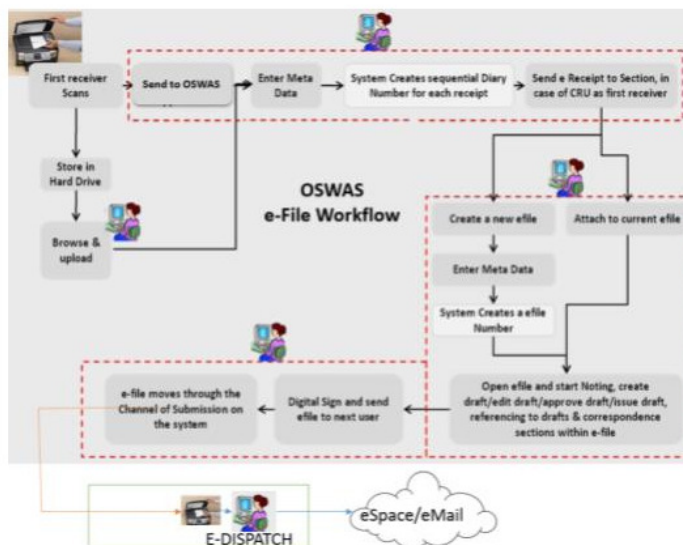 First receiver
Scans
Send to OSWAS
Enter Meta
Data
System Creates sequential Diary
Number for each receipt
Send e Receipt to Section, in
case of CRU as first receiver
Store in
Hard Drive
Browse &
upload
OSWAS
e-File Workflow
Create a new efile
Attach to current efile
Enter Meta Data
System Creates a efile
Number
Open efile and start Noting, create
draft/edit draft/approve draft/issue draft,
referencing to drafts & correspondence
sections within e-file
Digital Sign and send
efile to next user
e-file moves through the
Channel of Submission on
the system
E-DISPATCH
eSpace/eMail